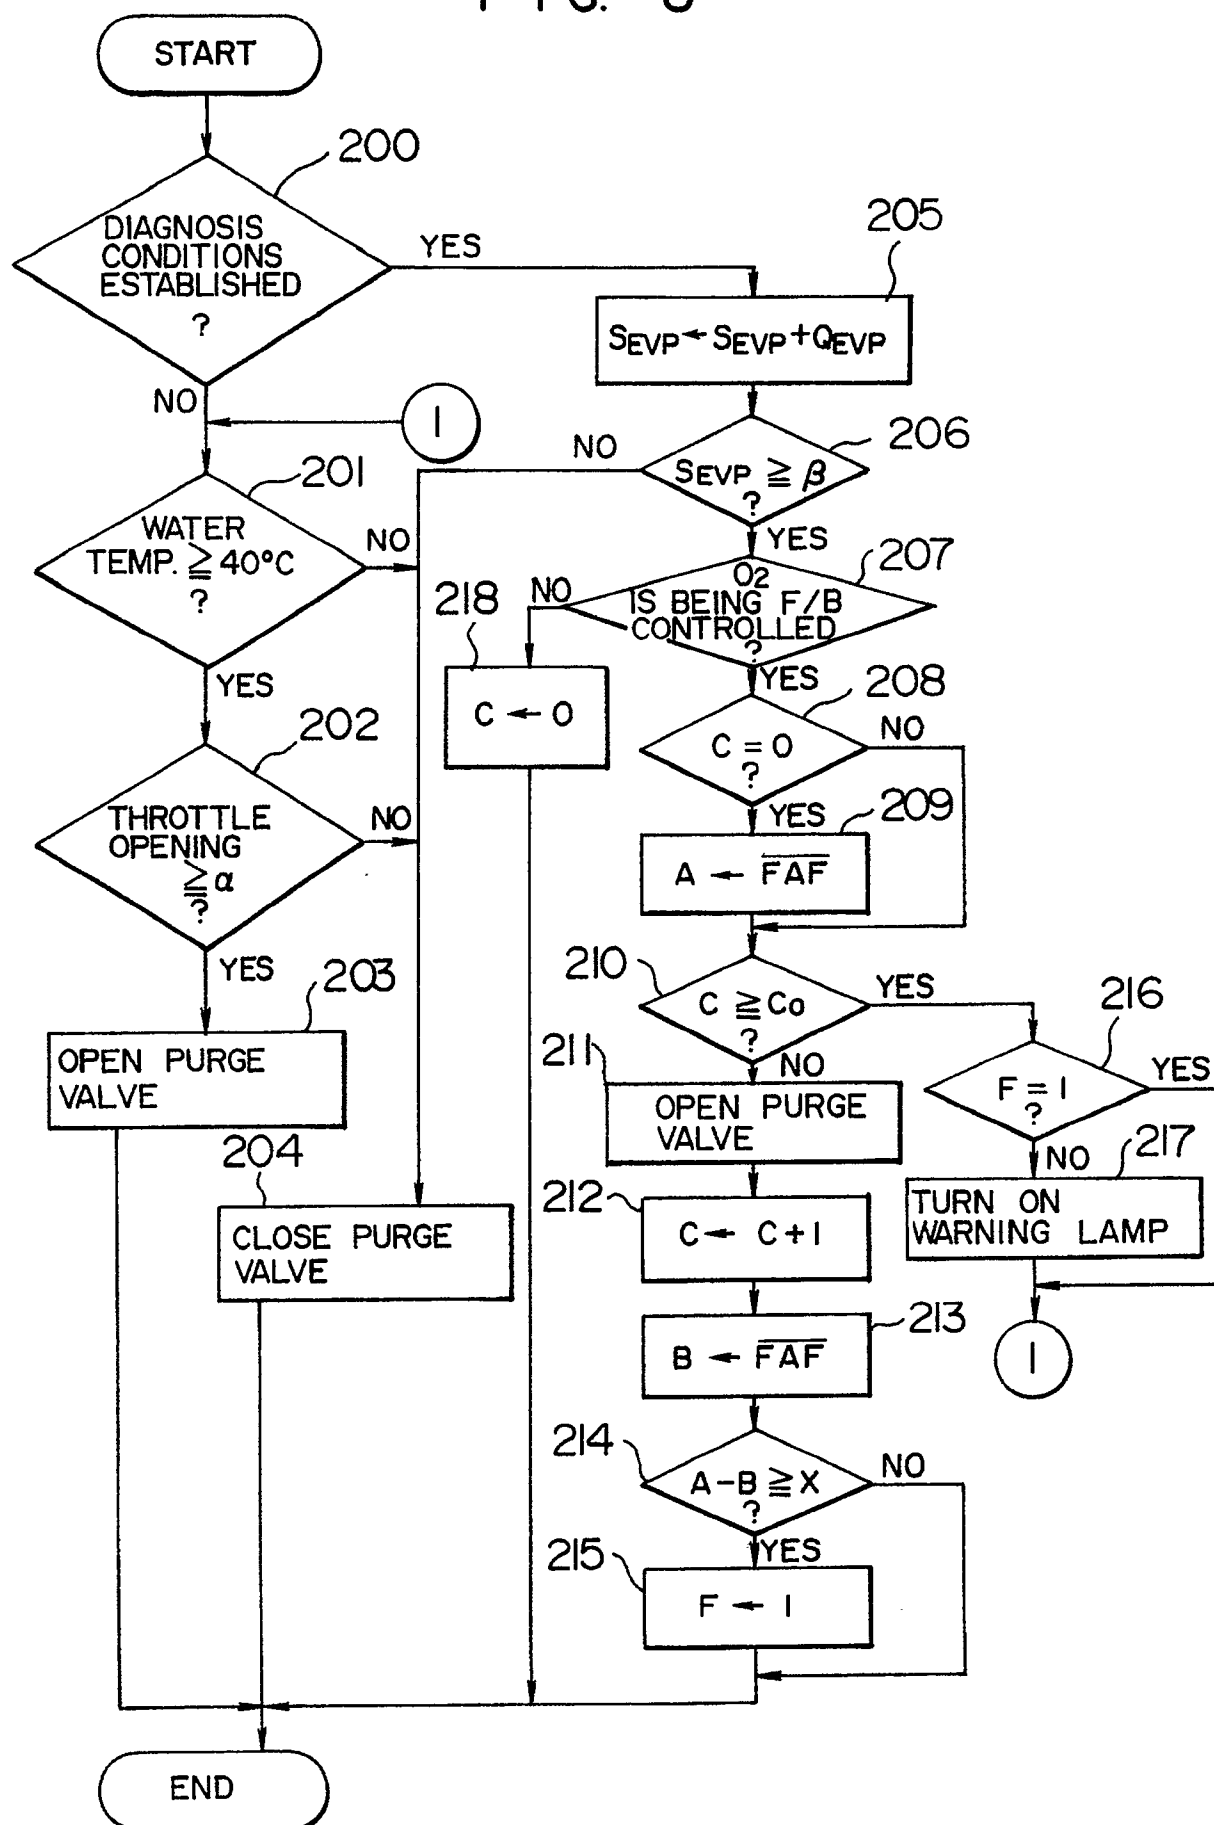 START
200
DIAGNOSIS
CONDITIONS
ESTABLISHED
?
YES
NO
1
205
SEVP ← SEVP + QEVP
206
SEVP ≧ β
?
NO
YES
201
WATER
TEMP. ≧ 40°C
?
NO
YES
207
O2
IS BEING F/B
CONTROLLED
?
NO
YES
218
C ← 0
208
C = 0
?
NO
YES
202
THROTTLE
OPENING
≧ α
?
NO
YES
209
A ← F̅A̅F̅
210
C ≧ Co
?
YES
NO
203
OPEN PURGE
VALVE
211
OPEN PURGE
VALVE
216
F = 1
?
YES
NO
204
CLOSE PURGE
VALVE
212
C ← C + 1
217
TURN ON
WARNING LAMP
213
B ← F̅A̅F̅
1
214
A - B ≧ X
?
NO
YES
215
F ← 1
END